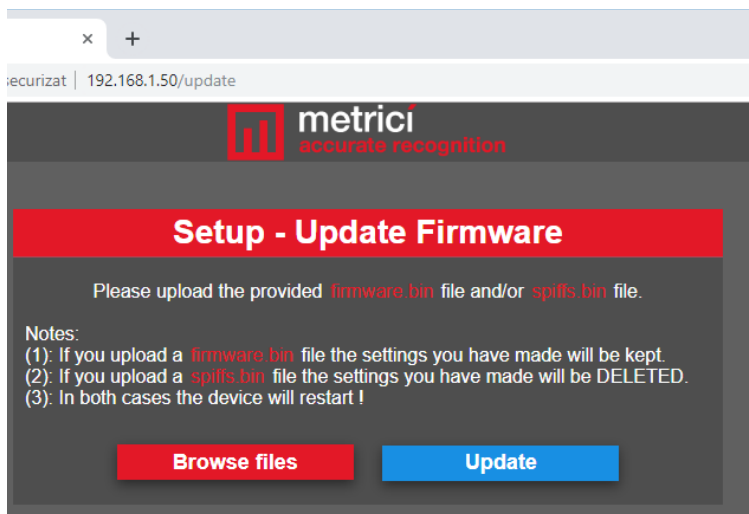 securizat | 192.168.1.50/update
metrici
accurate recognition
Setup - Update Firmware
Please upload the provided firmware.bin file and/or spiffs.bin file.
Notes:
(1): If you upload a firmware.bin file the settings you have made will be kept.
(2): If you upload a spiffs.bin file the settings you have made will be DELETED.
(3): In both cases the device will restart !
Browse files
Update